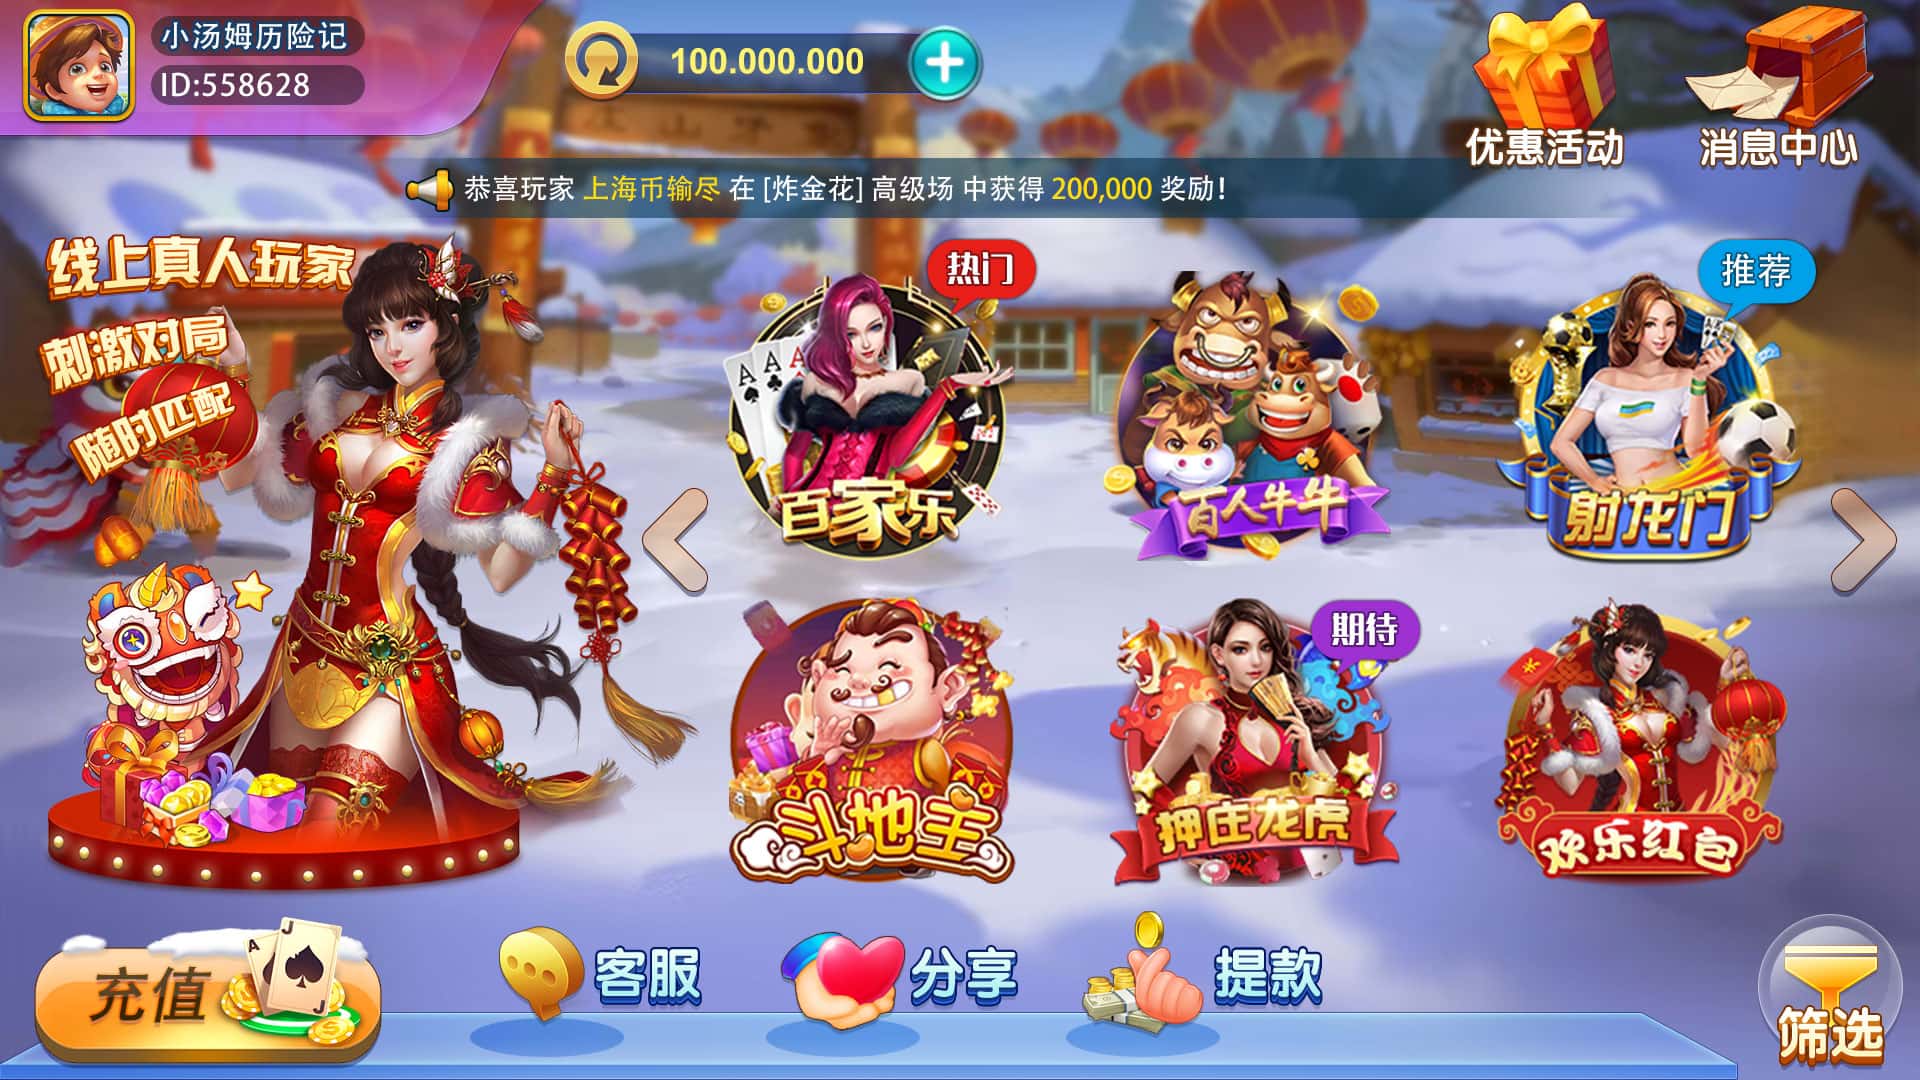 小汤姆历险记
ID:558628
100.000.000
优惠活动
消息中心
恭喜玩家 上海币输尽 在 [炸金花] 高级场 中获得 200,000 奖励!
线上真人玩家
刺激对局
随时匹配
热门
百家乐
百人牛牛
推荐
射龙门
斗地主
期待
押庄龙虎
欢乐红包
充值
客服
分享
提款
筛选